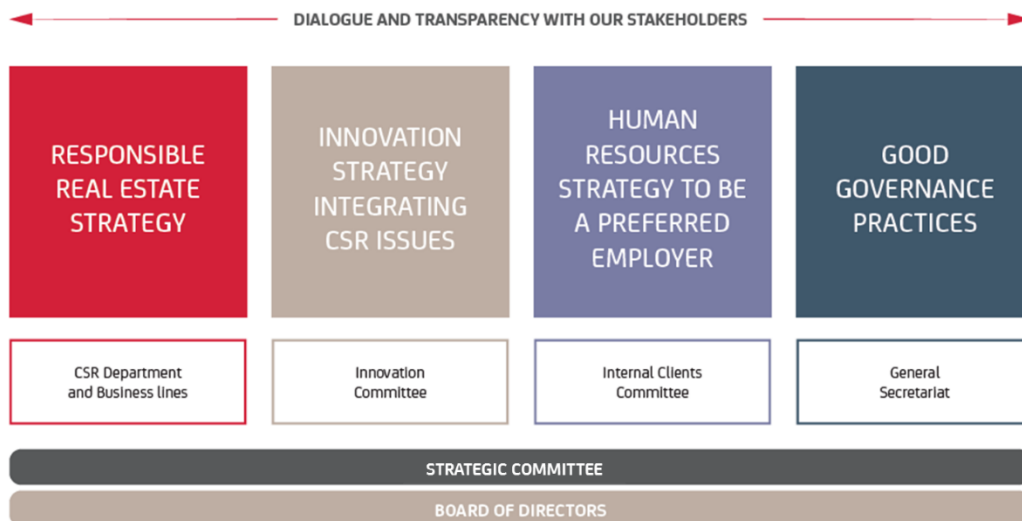 DIALOGUE AND TRANSPARENCY WITH OUR STAKEHOLDERS
RESPONSIBLE
REAL ESTATE
STRATEGY
INNOVATION
STRATEGY
INTEGRATING
CSR ISSUES
HUMAN
RESOURCES
STRATEGY TO BE
A PREFERRED
EMPLOYER
GOOD
GOVERNANCE
PRACTICES
CSR Department
and Business lines
Innovation
Committee
Internal Clients
Committee
General
Secretariat
STRATEGIC COMMITTEE
BOARD OF DIRECTORS